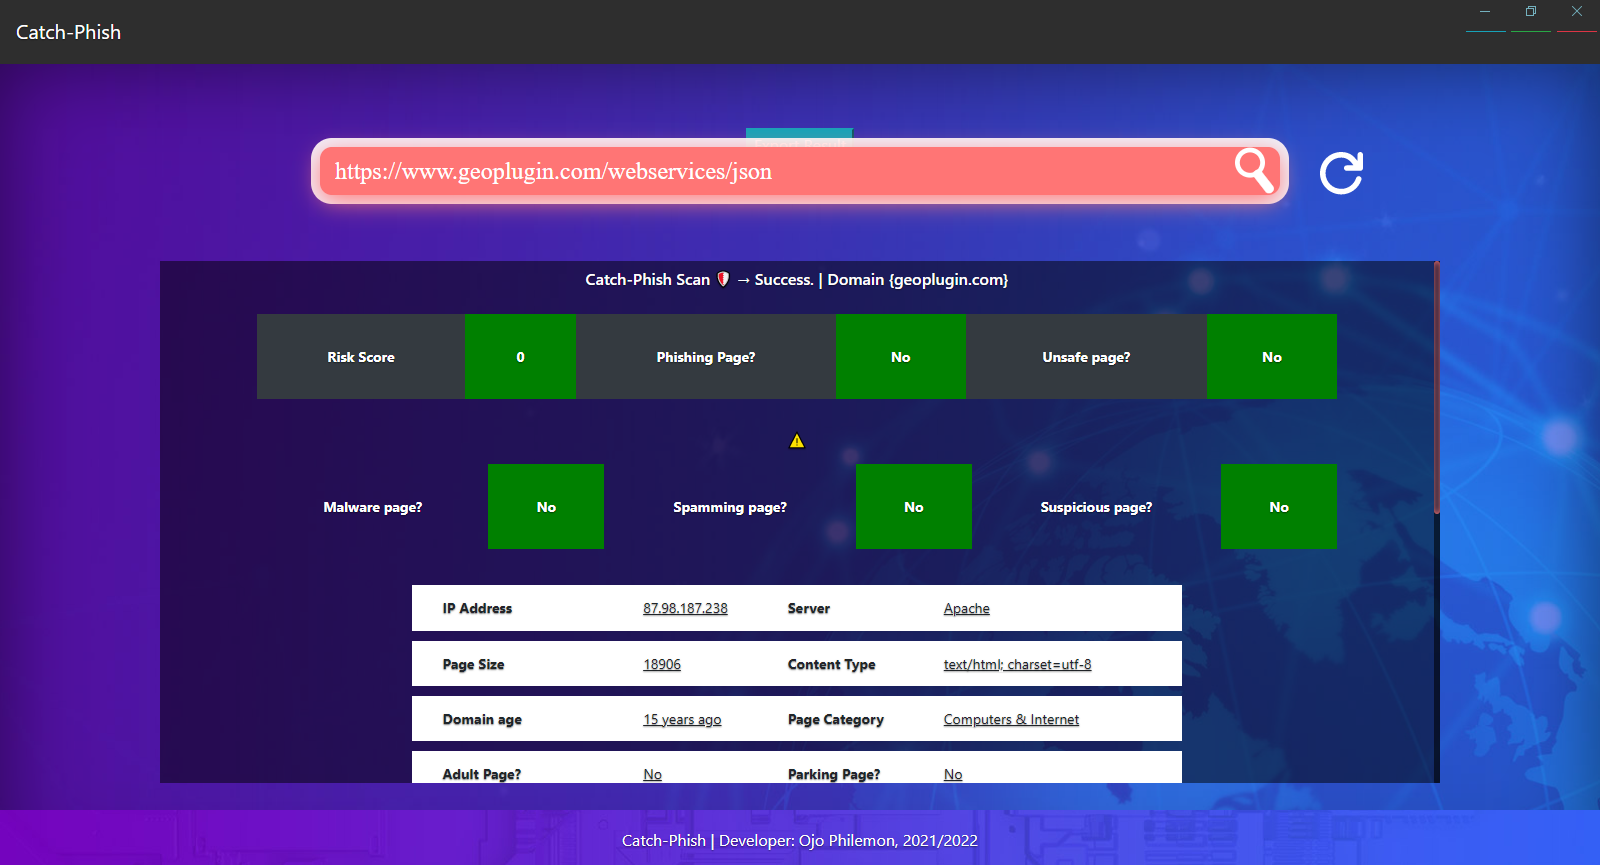 Catch-Phish
https://www.geoplugin.com/webservices/json
Catch-Phish Scan → Success. | Domain {geoplugin.com}
Risk Score 0 Phishing Page? No Unsafe page? No
Malware page? No Spamming page? No Suspicious page? No
IP Address 87.98.187.238 Server Apache
Page Size 18906 Content Type text/html; charset=utf-8
Domain age 15 years ago Page Category Computers & Internet
Adult Page? No Parking Page? No
Catch-Phish | Developer: Ojo Philemon, 2021/2022